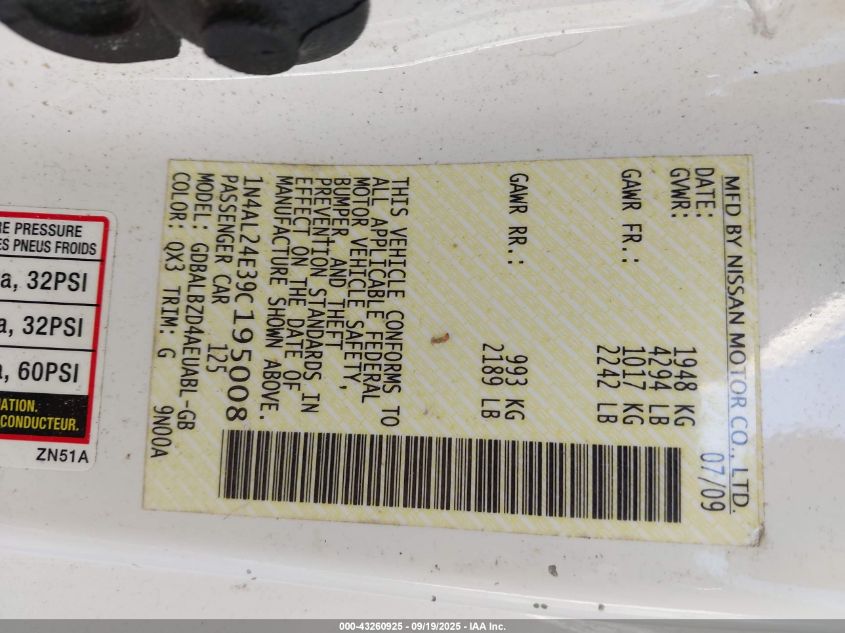 MFD BY NISSAN MOTOR CO., LTD.
DATE: 07/09
GVWR: 1948 KG
4294 LB
GAWR FR.: 1017 KG
2242 LB
GAWR RR.: 993 KG
2189 LB
THIS VEHICLE CONFORMS TO
ALL APPLICABLE FEDERAL
MOTOR VEHICLE SAFETY,
BUMPER, AND THEFT
PREVENTION STANDARDS IN
EFFECT ON THE DATE OF
MANUFACTURE SHOWN ABOVE.
1N4AL24E39C195008
PASSENGER CAR 125
MODEL: GDBALBZD4AEUABL-GB
COLOR: QX3 TRIM: G 9N00A
RE PRESSURE
ES PNEUS FROIDS
a, 32PSI
a, 32PSI
a, 60PSI
ATION.
CONDUCTEUR.
ZN51A
000-43260925 - 09/19/2025 - IAA Inc.